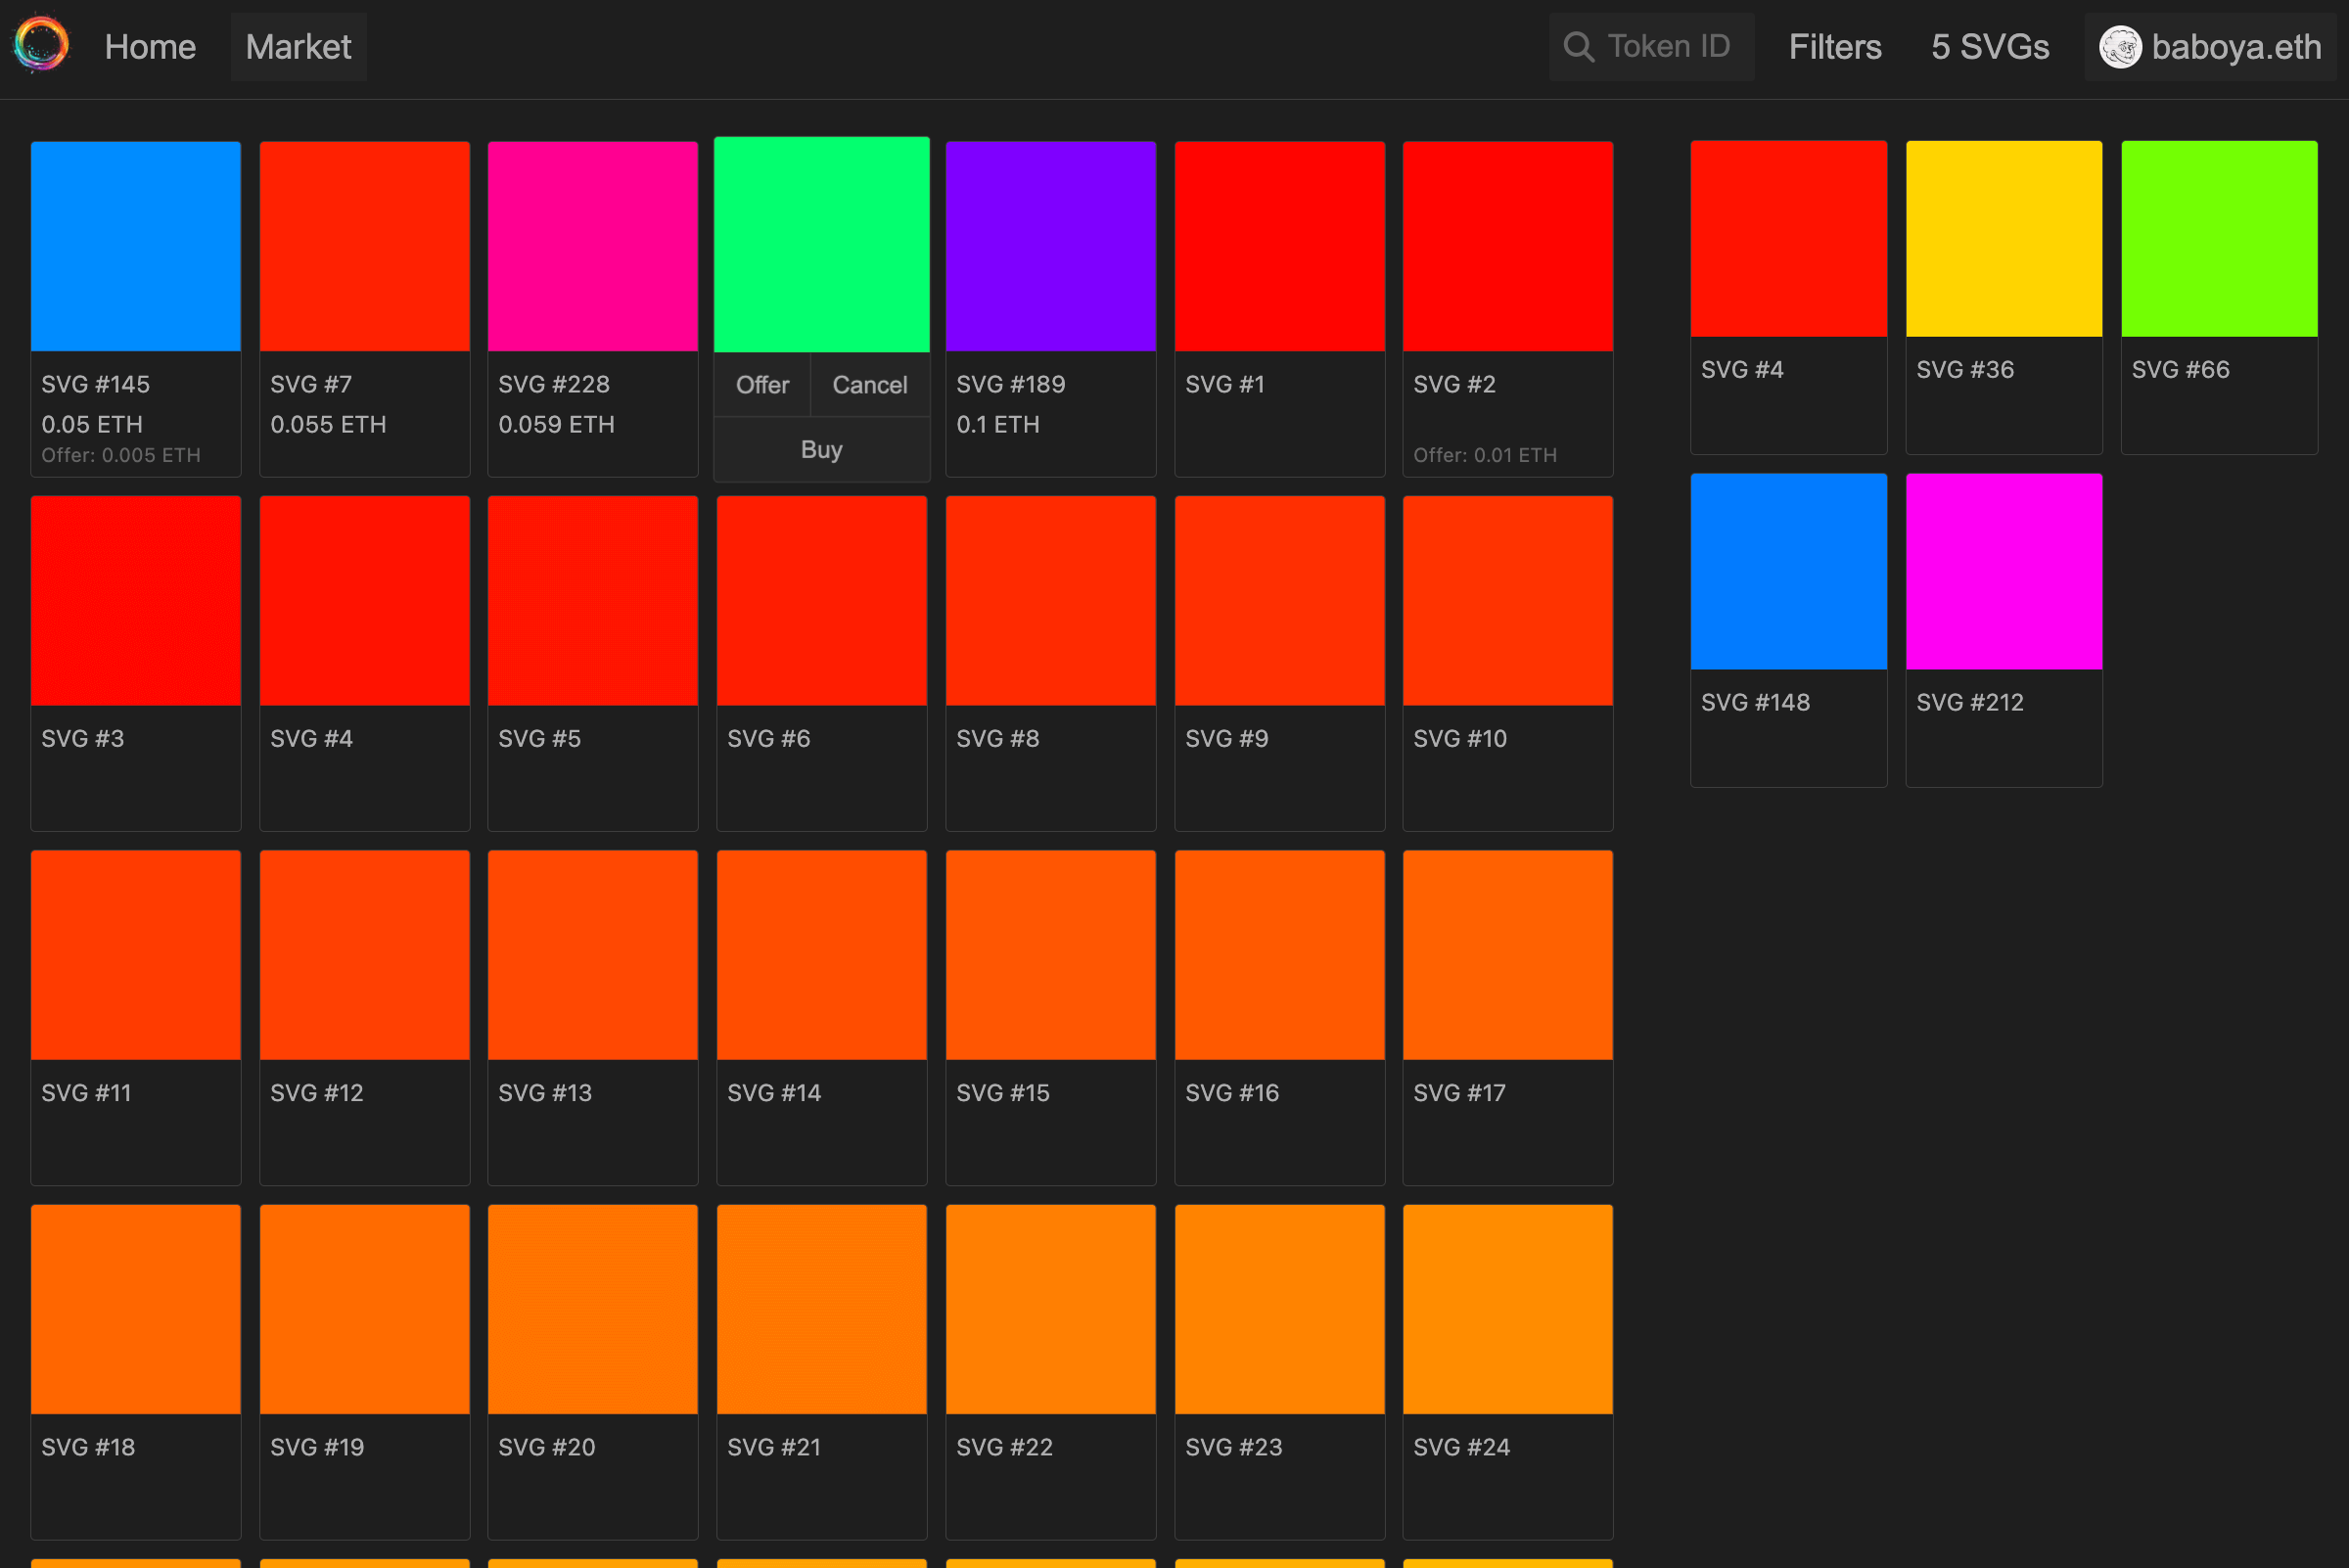 Home Market Token ID Filters 5 SVGs baboya.eth
SVG #145
0.05 ETH
Offer: 0.005 ETH
SVG #7
0.055 ETH
SVG #228
0.059 ETH
Offer Cancel
Buy
SVG #189
0.1 ETH
SVG #1
SVG #2
Offer: 0.01 ETH
SVG #3
SVG #4
SVG #5
SVG #6
SVG #8
SVG #9
SVG #10
SVG #11
SVG #12
SVG #13
SVG #14
SVG #15
SVG #16
SVG #17
SVG #18
SVG #19
SVG #20
SVG #21
SVG #22
SVG #23
SVG #24
SVG #4
SVG #36
SVG #66
SVG #148
SVG #212